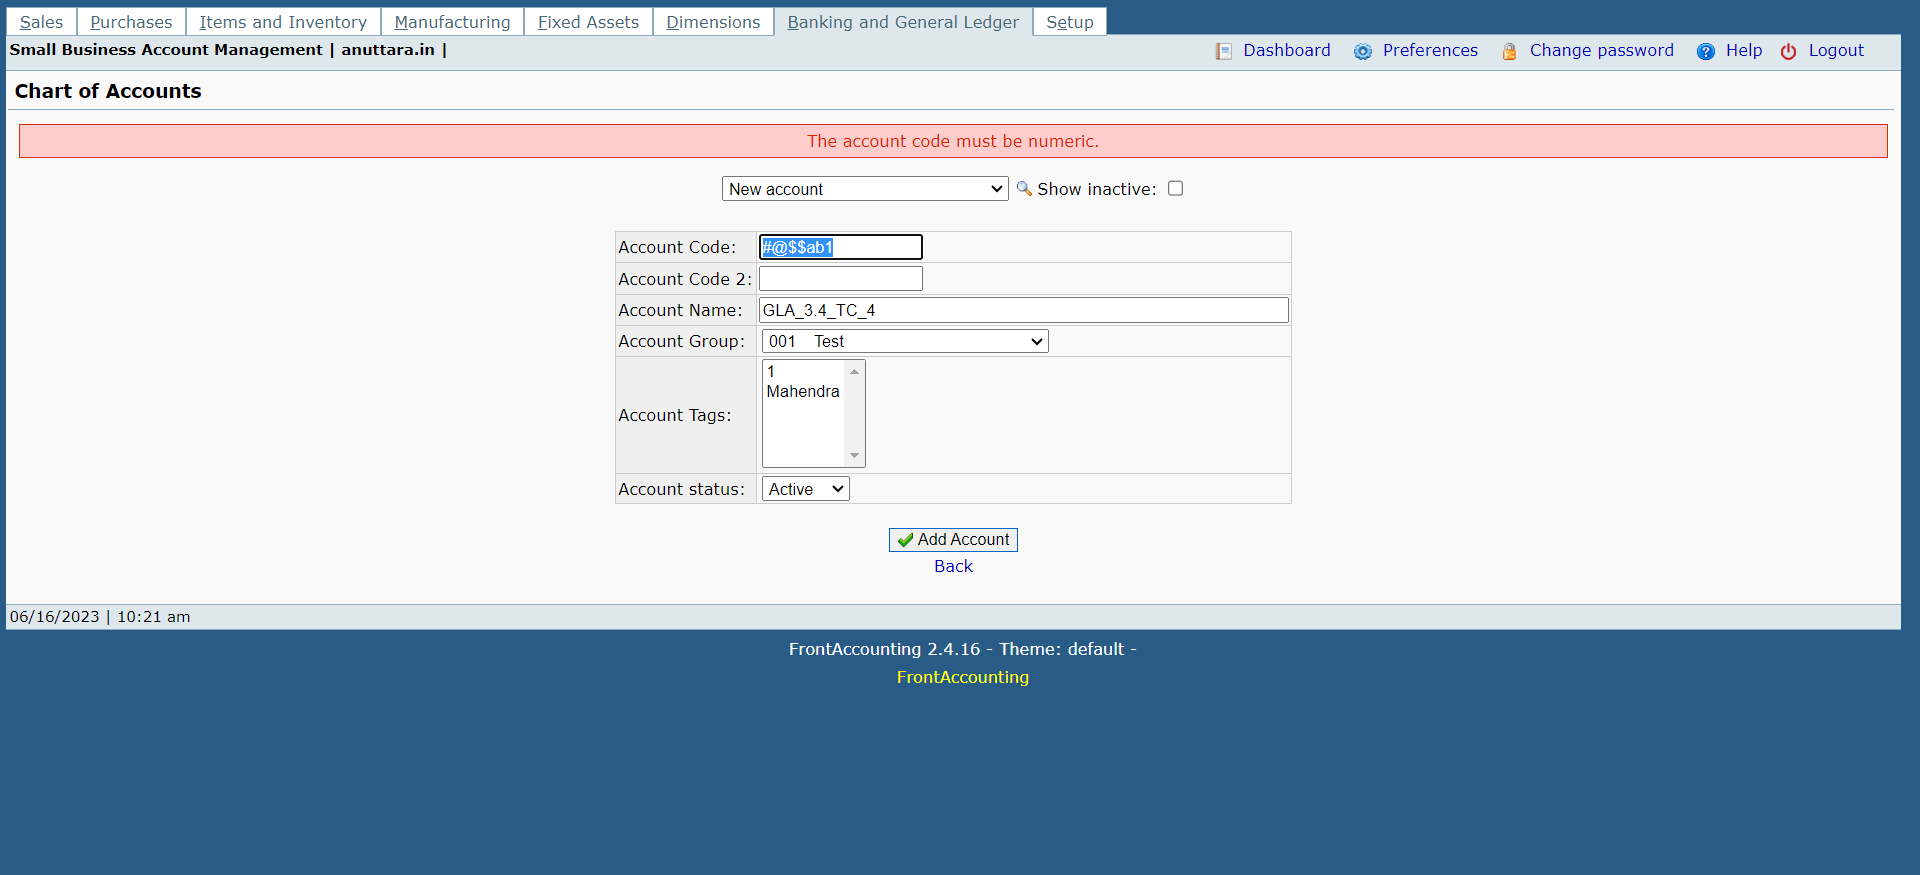 Sales Purchases Items and Inventory Manufacturing Fixed Assets Dimensions Banking and General Ledger Setup
Small Business Account Management | anuttara.in | Dashboard Preferences Change password Help Logout
Chart of Accounts
The account code must be numeric.
New account Show inactive:
Account Code: #@$$ab1
Account Code 2:
Account Name: GLA_3.4_TC_4
Account Group: 001 Test
Account Tags: 1
Mahendra
Account status: Active
Add Account
Back
06/16/2023 | 10:21 am
FrontAccounting 2.4.16 - Theme: default -
FrontAccounting